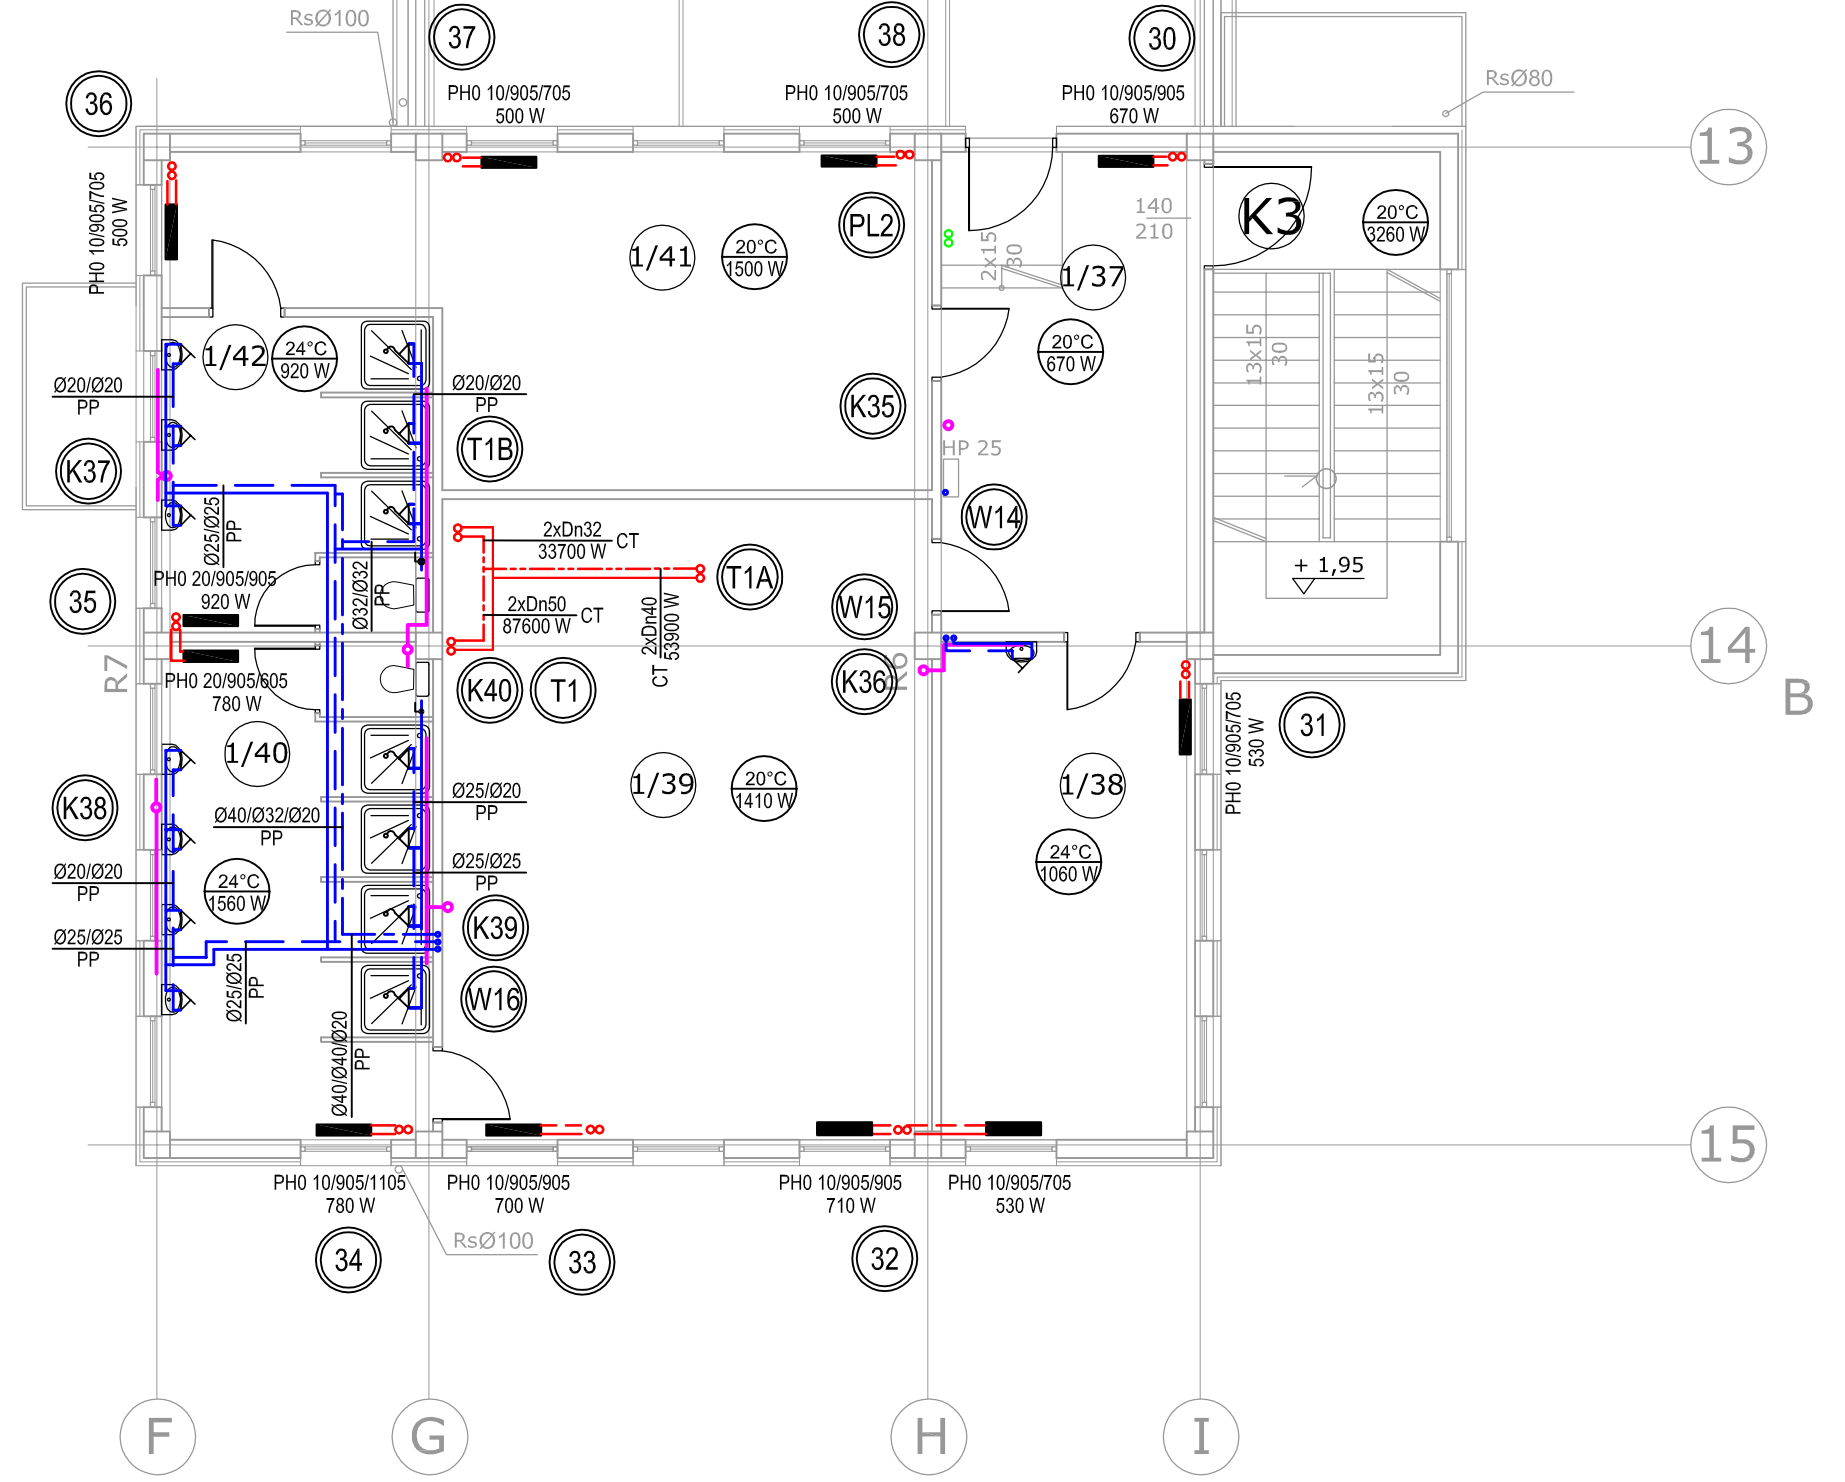 RsØ100
37
38
30
RsØ80
36
PH0 10/905/705
500 W
PH0 10/905/705
500 W
PH0 10/905/905
670 W
13
PH0 10/905/705
500 W
140
210
K3
20°C
3260 W
PL2
1/41
20°C
1500 W
2x15
30
1/37
1/42
24°C
920 W
20°C
670 W
13x15
30
13x15
30
Ø20/Ø20
PP
Ø20/Ø20
PP
K35
T1B
K37
HP 25
Ø25/Ø25
PP
W14
2xDn32
33700 W
CT
+ 1,95
PH0 20/905/905
920 W
Ø32/Ø32
PP
T1A
35
2xDn50
87600 W
CT
2xDn40
53900 W
CT
W15
14
R7
PH0 20/905/605
780 W
K40
T1
K36
R6
B
31
PH0 10/905/705
530 W
1/40
1/39
20°C
1410 W
1/38
K38
Ø40/Ø32/Ø20
PP
Ø25/Ø20
PP
Ø20/Ø20
PP
24°C
1560 W
Ø25/Ø25
PP
24°C
1060 W
K39
Ø25/Ø25
PP
Ø25/Ø25
PP
W16
Ø40/Ø40/Ø20
PP
15
PH0 10/905/1105
780 W
PH0 10/905/905
700 W
PH0 10/905/905
710 W
PH0 10/905/705
530 W
RsØ100
34
33
32
F
G
H
I